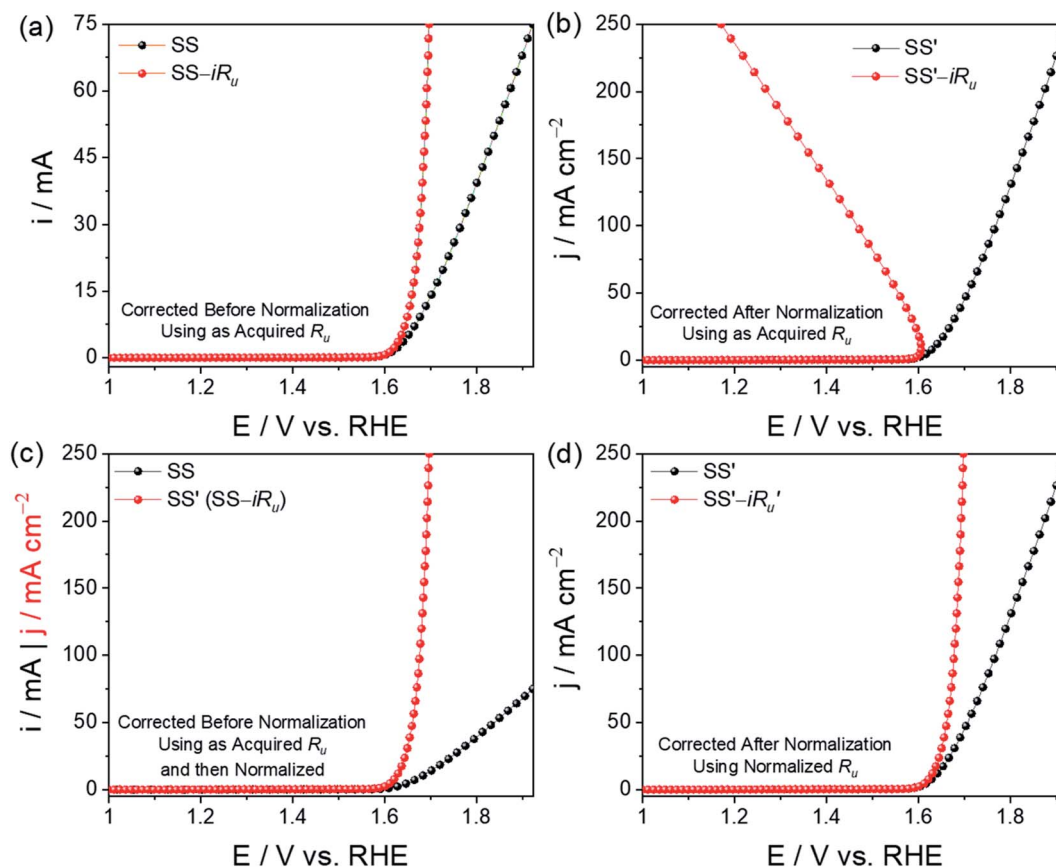 (a)
75
60
45
30
15
0
i / mA
SS
SS−iRu
Corrected Before Normalization
Using as Acquired Ru
1 1.2 1.4 1.6 1.8
E / V vs. RHE
(b)
250
200
150
100
50
0
j / mA cm−2
SS'
SS'−iRu
Corrected After Normalization
Using as Acquired Ru
1 1.2 1.4 1.6 1.8
E / V vs. RHE
(c)
250
200
150
100
50
0
i / mA | j / mA cm−2
SS
SS' (SS−iRu)
Corrected Before Normalization
Using as Acquired Ru
and then Normalized
1 1.2 1.4 1.6 1.8
E / V vs. RHE
(d)
250
200
150
100
50
0
j / mA cm−2
SS'
SS'−iRu'
Corrected After Normalization
Using Normalized Ru
1 1.2 1.4 1.6 1.8
E / V vs. RHE